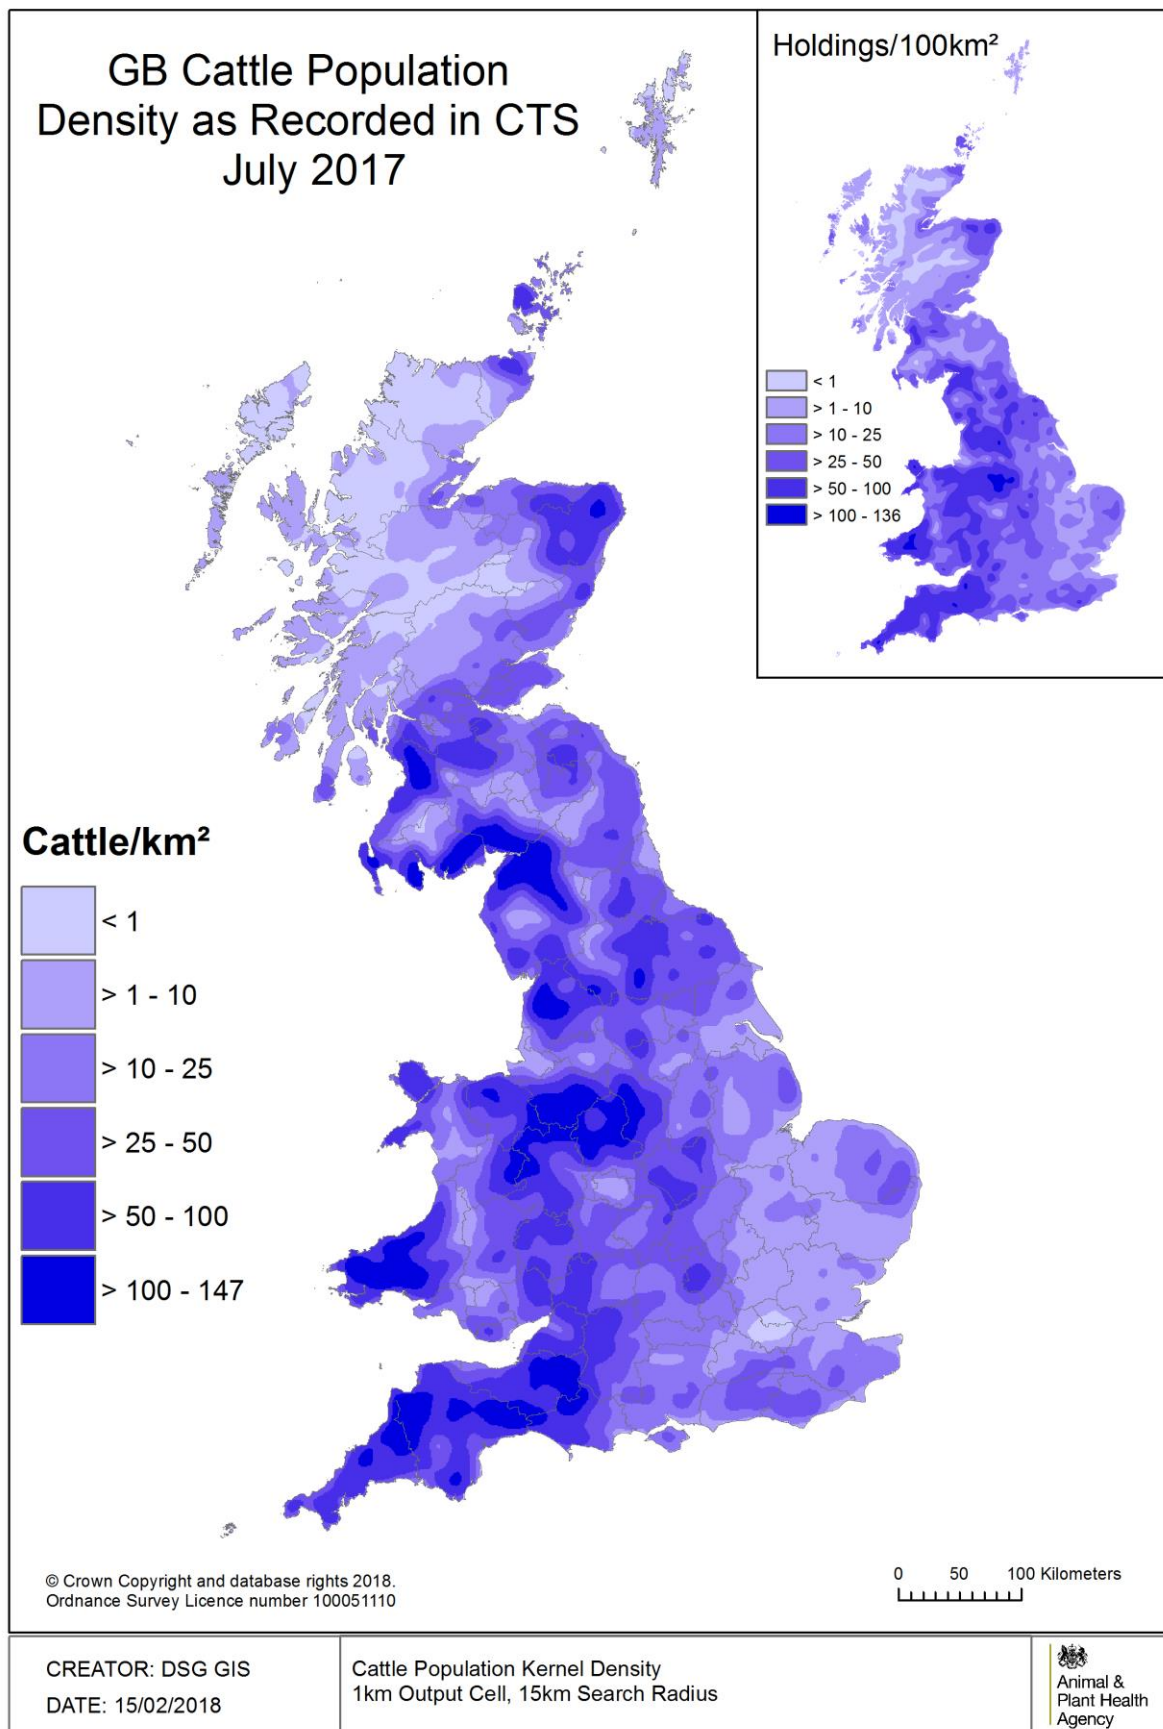 GB Cattle Population
Density as Recorded in CTS
July 2017
Holdings/100km²
< 1
> 1 - 10
> 10 - 25
> 25 - 50
> 50 - 100
> 100 - 136
Cattle/km²
< 1
> 1 - 10
> 10 - 25
> 25 - 50
> 50 - 100
> 100 - 147
© Crown Copyright and database rights 2018.
Ordnance Survey Licence number 100051110
0 50 100 Kilometers
CREATOR: DSG GIS
DATE: 15/02/2018
Cattle Population Kernel Density
1km Output Cell, 15km Search Radius
Animal &
Plant Health
Agency